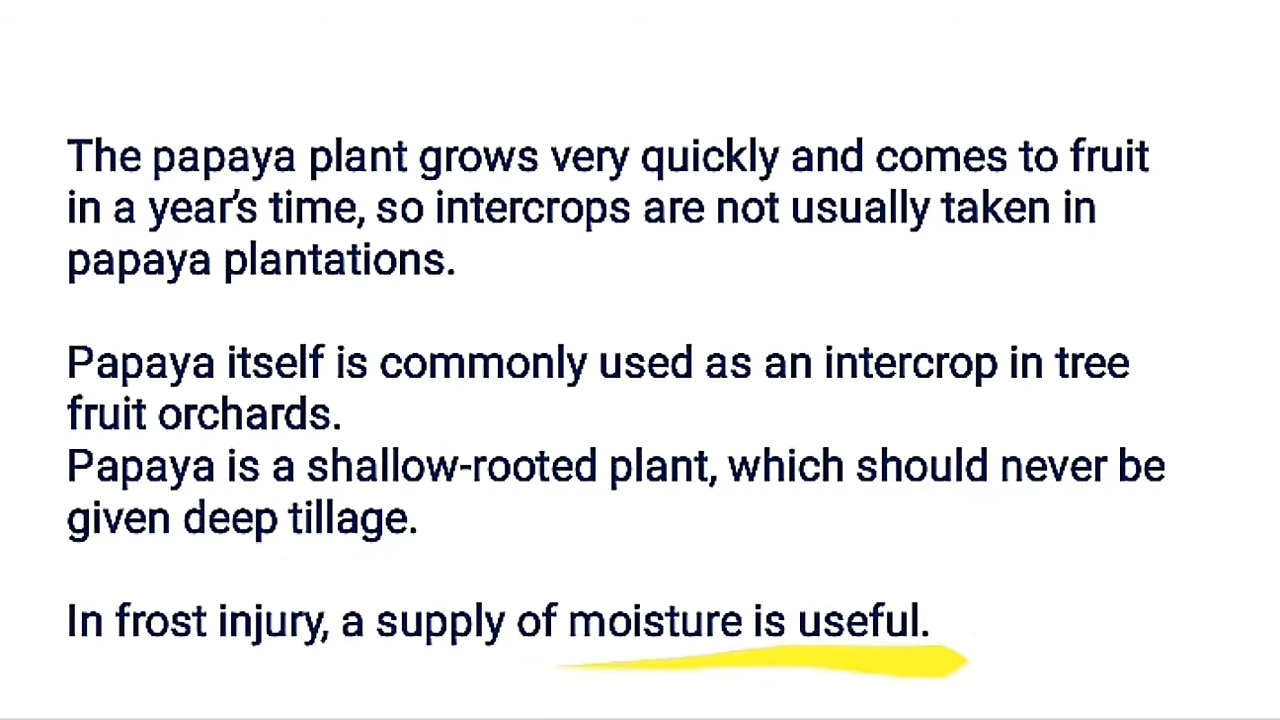 The papaya plant grows very quickly and comes to fruit
in a year's time, so intercrops are not usually taken in
papaya plantations.
Papaya itself is commonly used as an intercrop in tree
fruit orchards.
Papaya is a shallow-rooted plant, which should never be
given deep tillage.
In frost injury, a supply of moisture is useful.